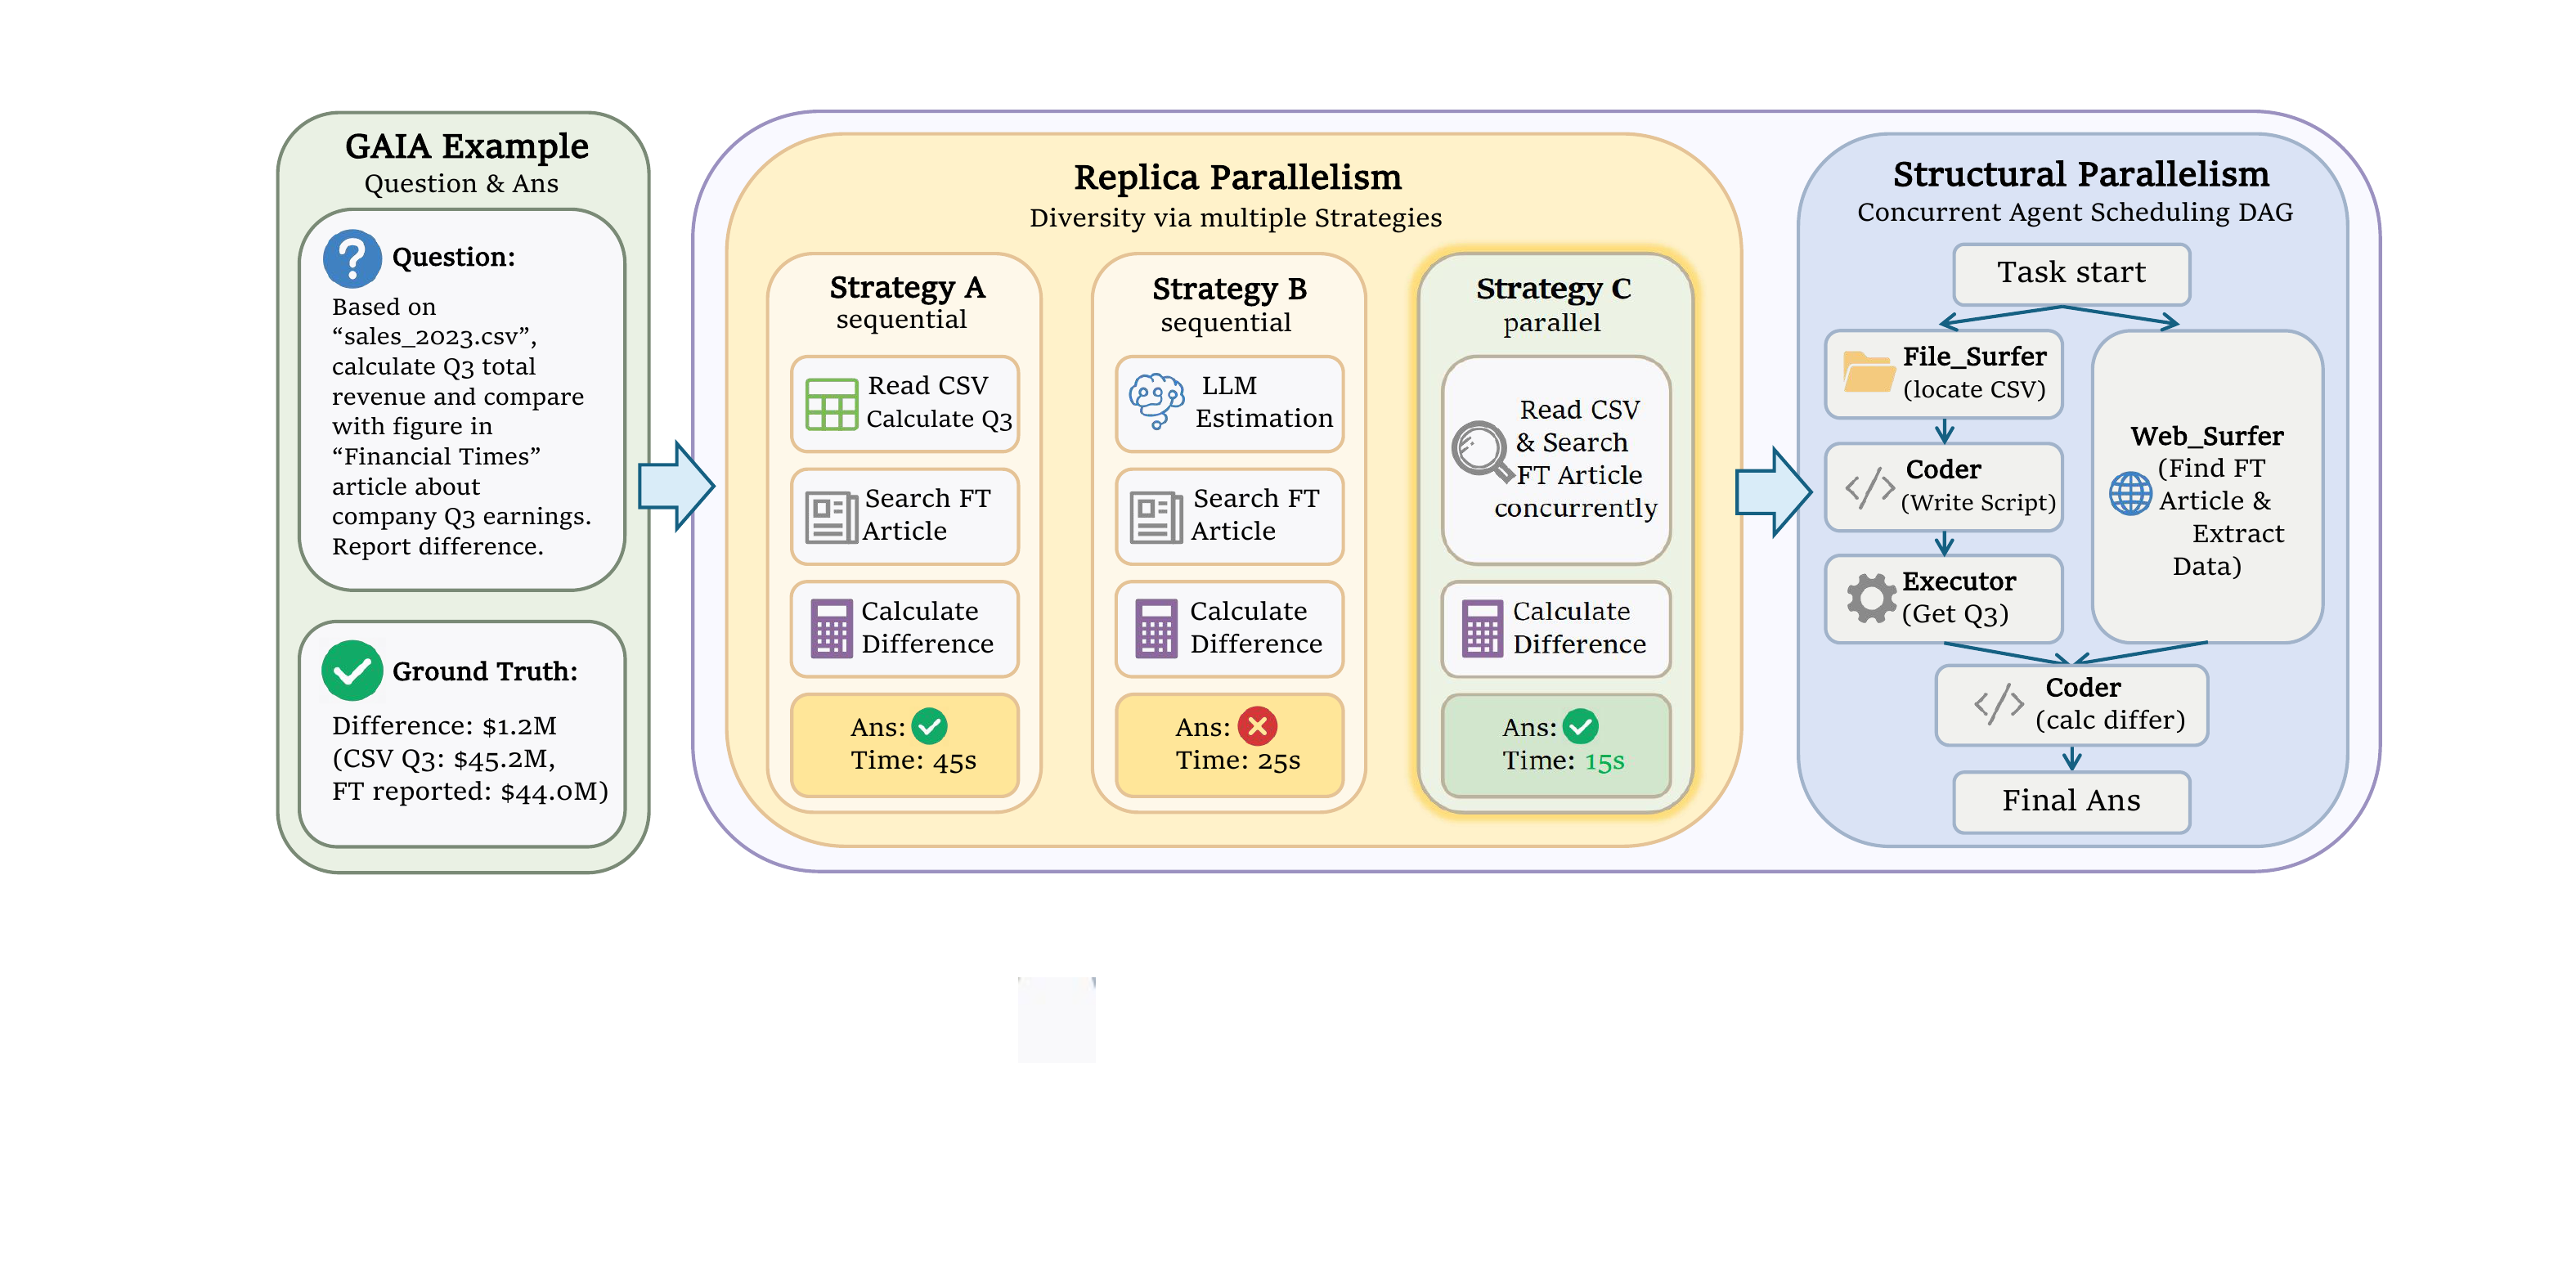 GAIA Example
Question & Ans
Question:
Based on
“sales_2023.csv”,
calculate Q3 total
revenue and compare
with figure in
“Financial Times”
article about
company Q3 earnings.
Report difference.
Ground Truth:
Difference: $1.2M
(CSV Q3: $45.2M,
FT reported: $44.0M)
Replica Parallelism
Diversity via multiple Strategies
Strategy A
sequential
Read CSV
Calculate Q3
Search FT
Article
Calculate
Difference
Ans:
Time: 45s
Strategy B
sequential
LLM
Estimation
Search FT
Article
Calculate
Difference
Ans:
Time: 25s
Strategy C
parallel
Read CSV
& Search
FT Article
concurrently
Calculate
Difference
Ans:
Time: 15s
Structural Parallelism
Concurrent Agent Scheduling DAG
Task start
File_Surfer
(locate CSV)
Coder
(Write Script)
Executor
(Get Q3)
Web_Surfer
(Find FT
Article &
Extract
Data)
Coder
(calc differ)
Final Ans